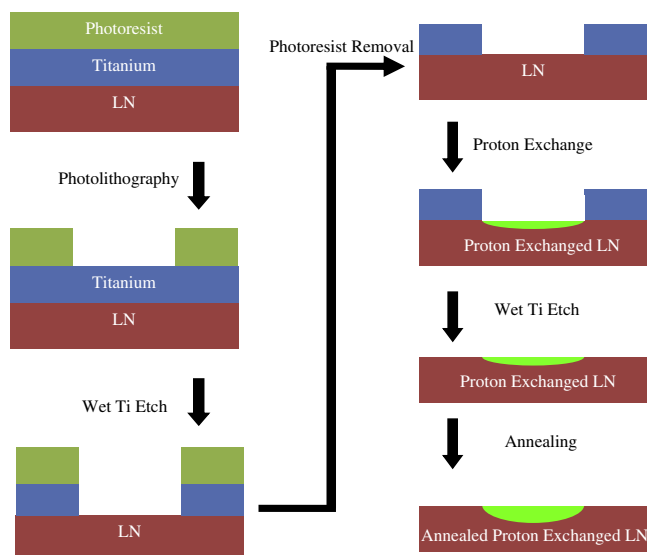 Photoresist
Titanium
LN
Photolithography
Titanium
LN
Wet Ti Etch
LN
Photoresist Removal
LN
Proton Exchange
Proton Exchanged LN
Wet Ti Etch
Proton Exchanged LN
Annealing
Annealed Proton Exchanged LN